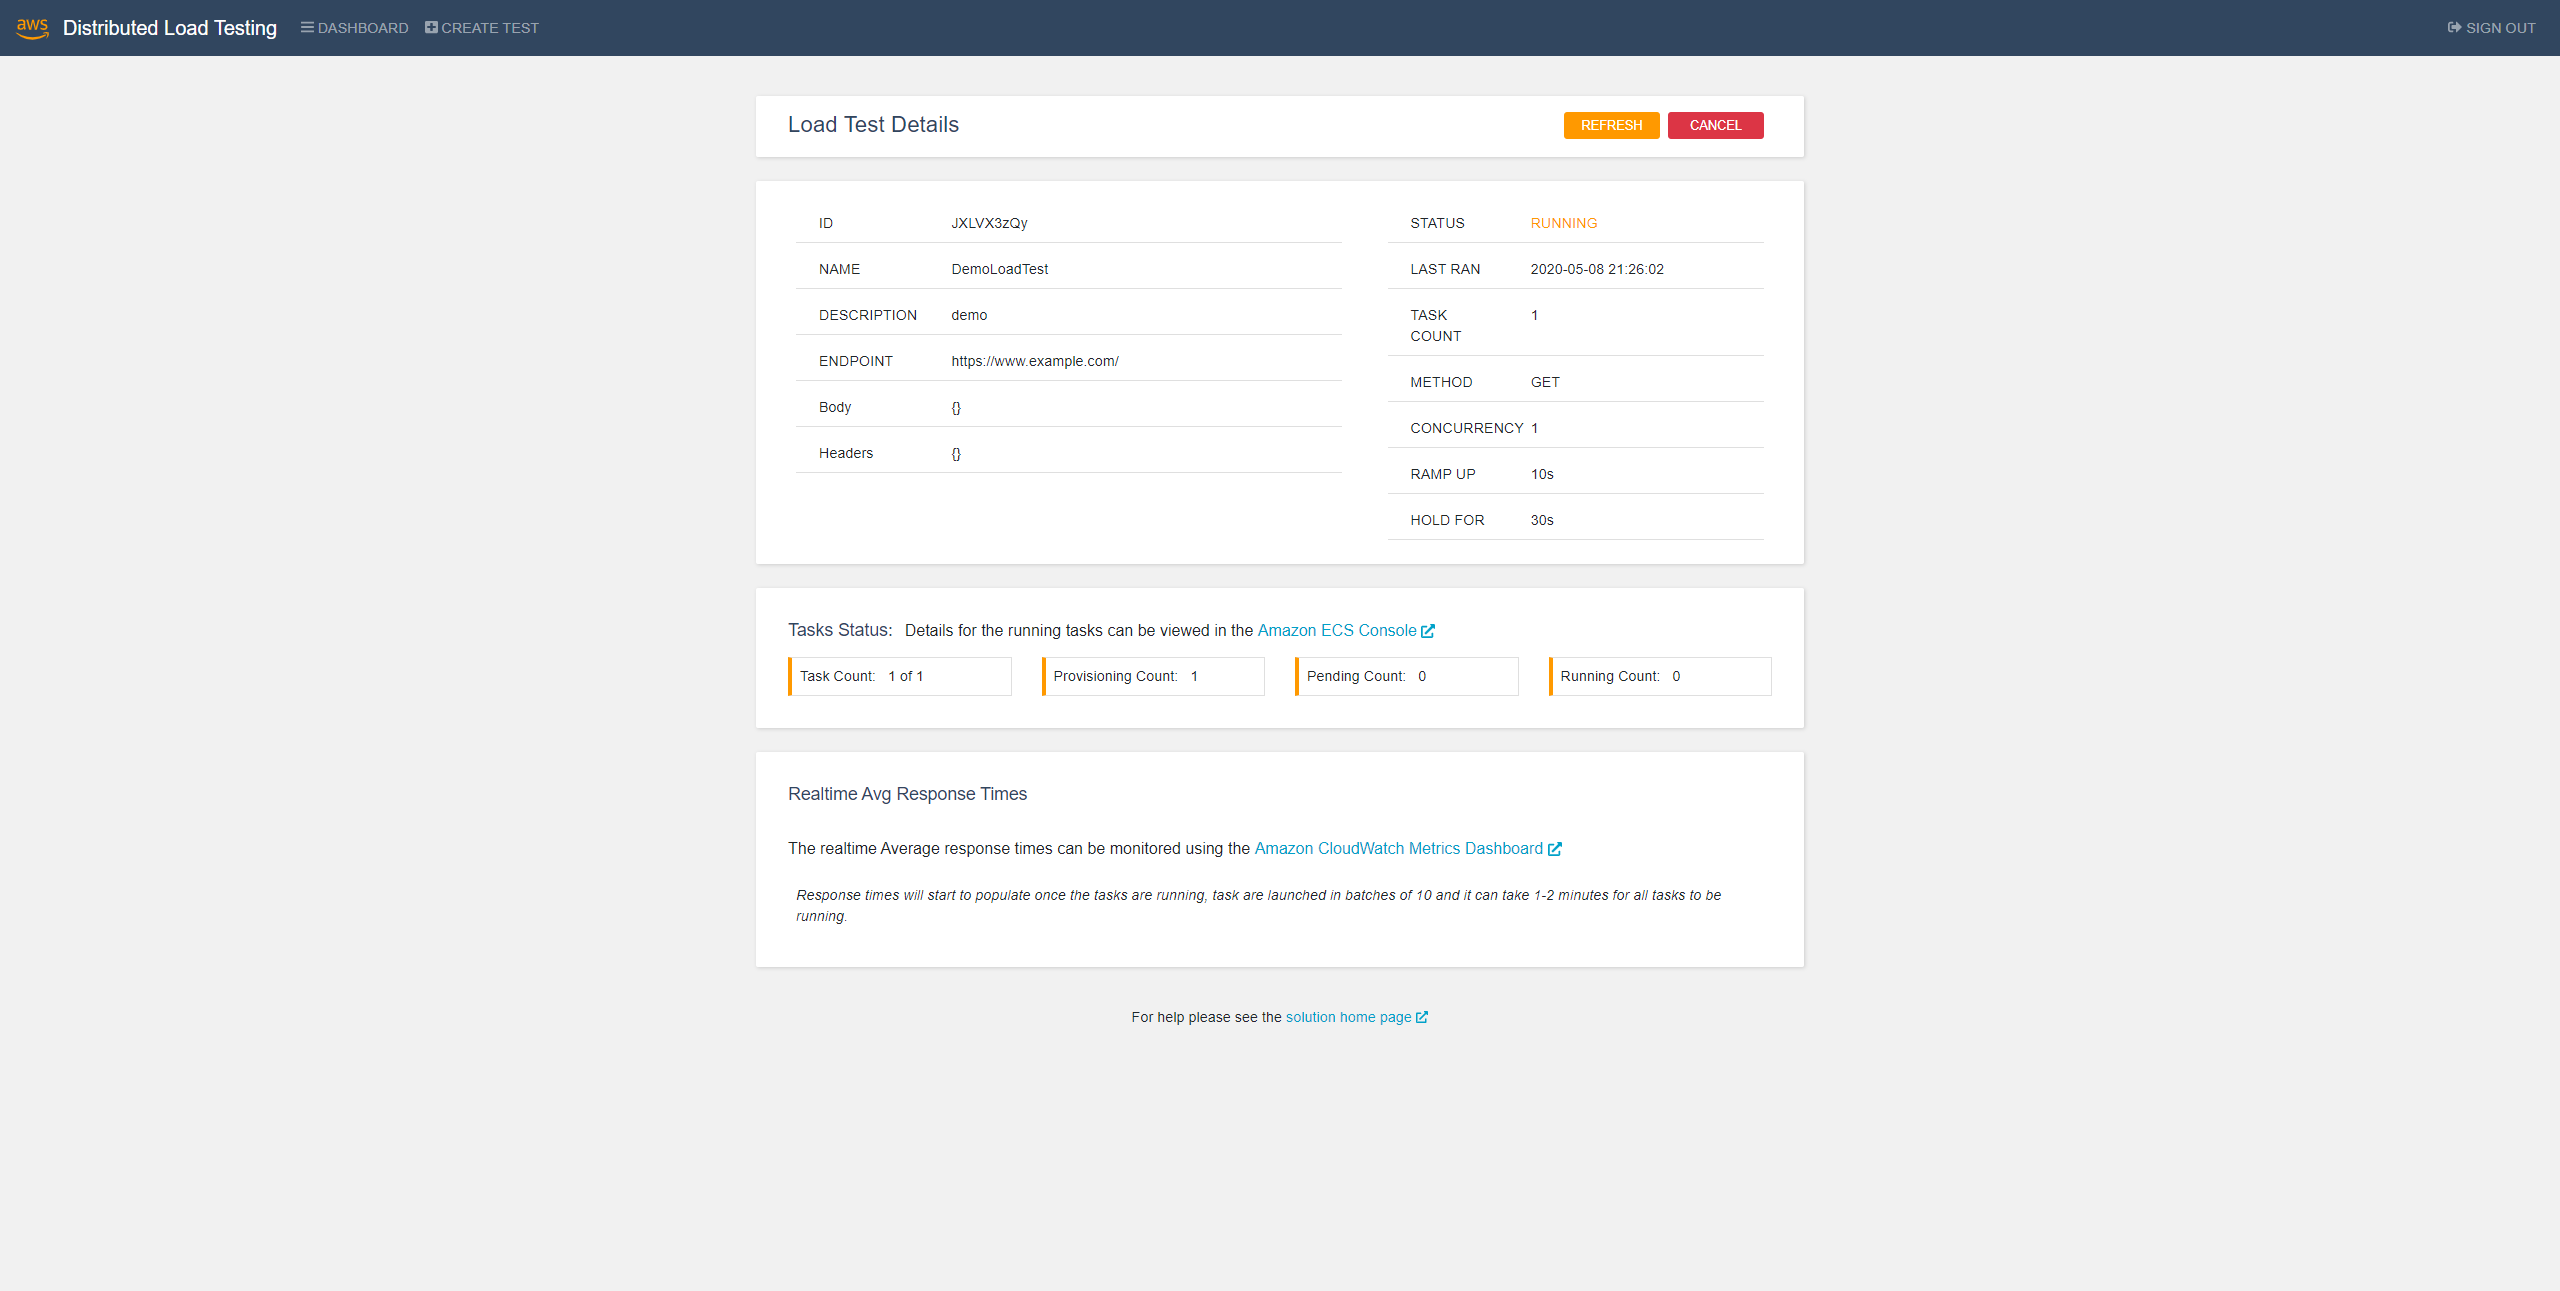 aws Distributed Load Testing DASHBOARD CREATE TEST SIGN OUT
Load Test Details REFRESH CANCEL
ID JXLVX3zQy
NAME DemoLoadTest
DESCRIPTION demo
ENDPOINT https://www.example.com/
Body {}
Headers {}
STATUS RUNNING
LAST RAN 2020-05-08 21:26:02
TASK 1
COUNT
METHOD GET
CONCURRENCY 1
RAMP UP 10s
HOLD FOR 30s
Tasks Status: Details for the running tasks can be viewed in the Amazon ECS Console
Task Count: 1 of 1 Provisioning Count: 1 Pending Count: 0 Running Count: 0
Realtime Avg Response Times
The realtime Average response times can be monitored using the Amazon CloudWatch Metrics Dashboard
Response times will start to populate once the tasks are running, task are launched in batches of 10 and it can take 1-2 minutes for all tasks to be
running.
For help please see the solution home page